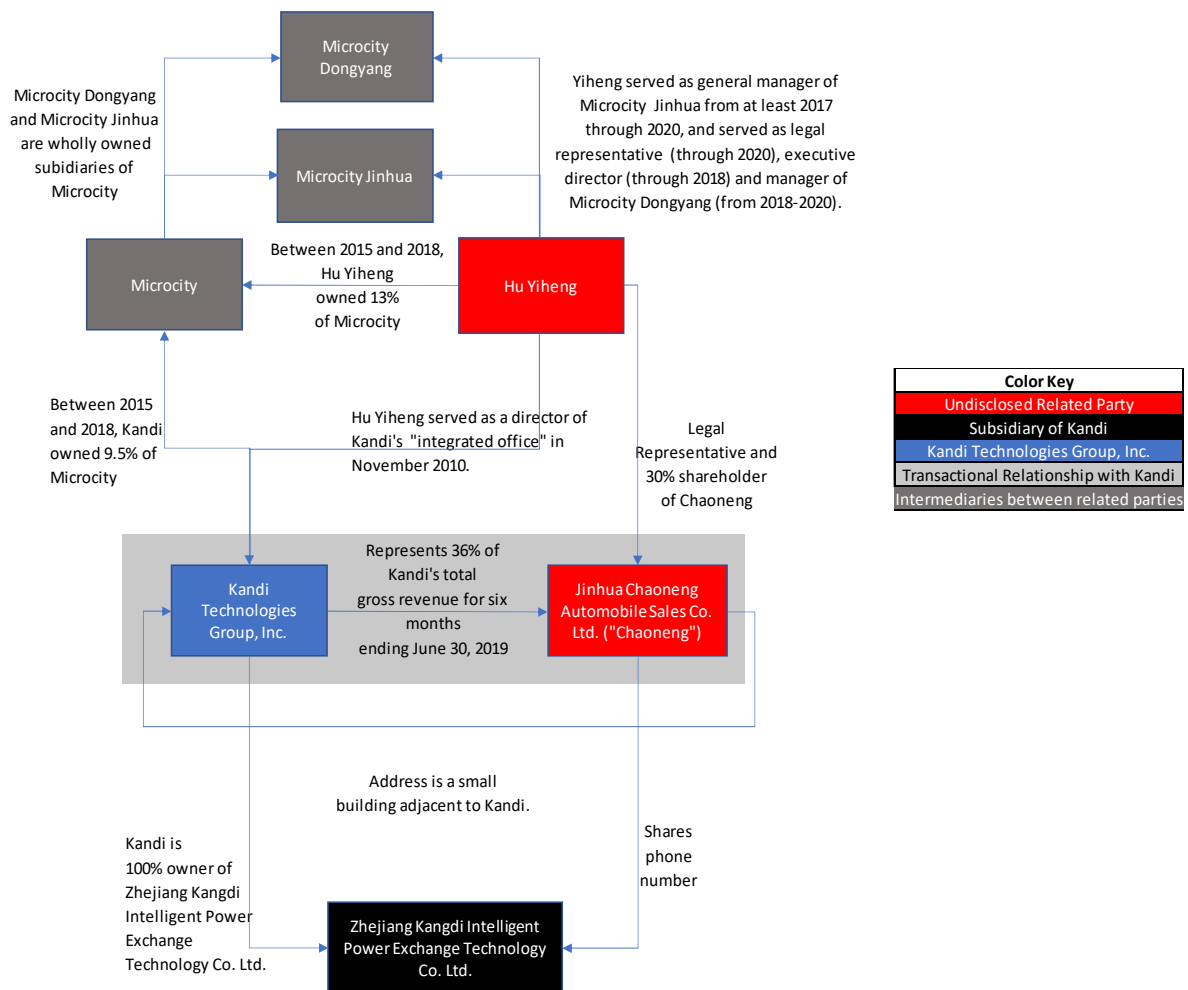 Microcity
Dongyang
Microcity Dongyang
and Microcity Jinhua
are wholly owned
subidiaries of
Microcity
Yiheng served as general manager of
Microcity Jinhua from at least 2017
through 2020, and served as legal
representative (through 2020), executive
director (through 2018) and manager of
Microcity Dongyang (from 2018-2020).
Microcity Jinhua
Between 2015 and 2018,
Hu Yiheng
owned 13%
of Microcity
Microcity
Hu Yiheng
Between 2015
and 2018, Kandi
owned 9.5% of
Microcity
Hu Yiheng served as a director of
Kandi's "integrated office" in
November 2010.
Legal
Representative and
30% shareholder
of Chaoneng
Color Key
Undisclosed Related Party
Subsidiary of Kandi
Kandi Technologies Group, Inc.
Transactional Relationship with Kandi
Intermediaries between related parties
Kandi
Technologies
Group, Inc.
Represents 36% of
Kandi's total
gross revenue for six
months
ending June 30, 2019
Jinhua Chaoneng
Automobile Sales Co.
Ltd. ("Chaoneng")
Address is a small
building adjacent to Kandi.
Kandi is
100% owner of
Zhejiang Kangdi
Intelligent Power
Exchange
Technology Co. Ltd.
Shares
phone
number
Zhejiang Kangdi Intelligent
Power Exchange Technology
Co. Ltd.